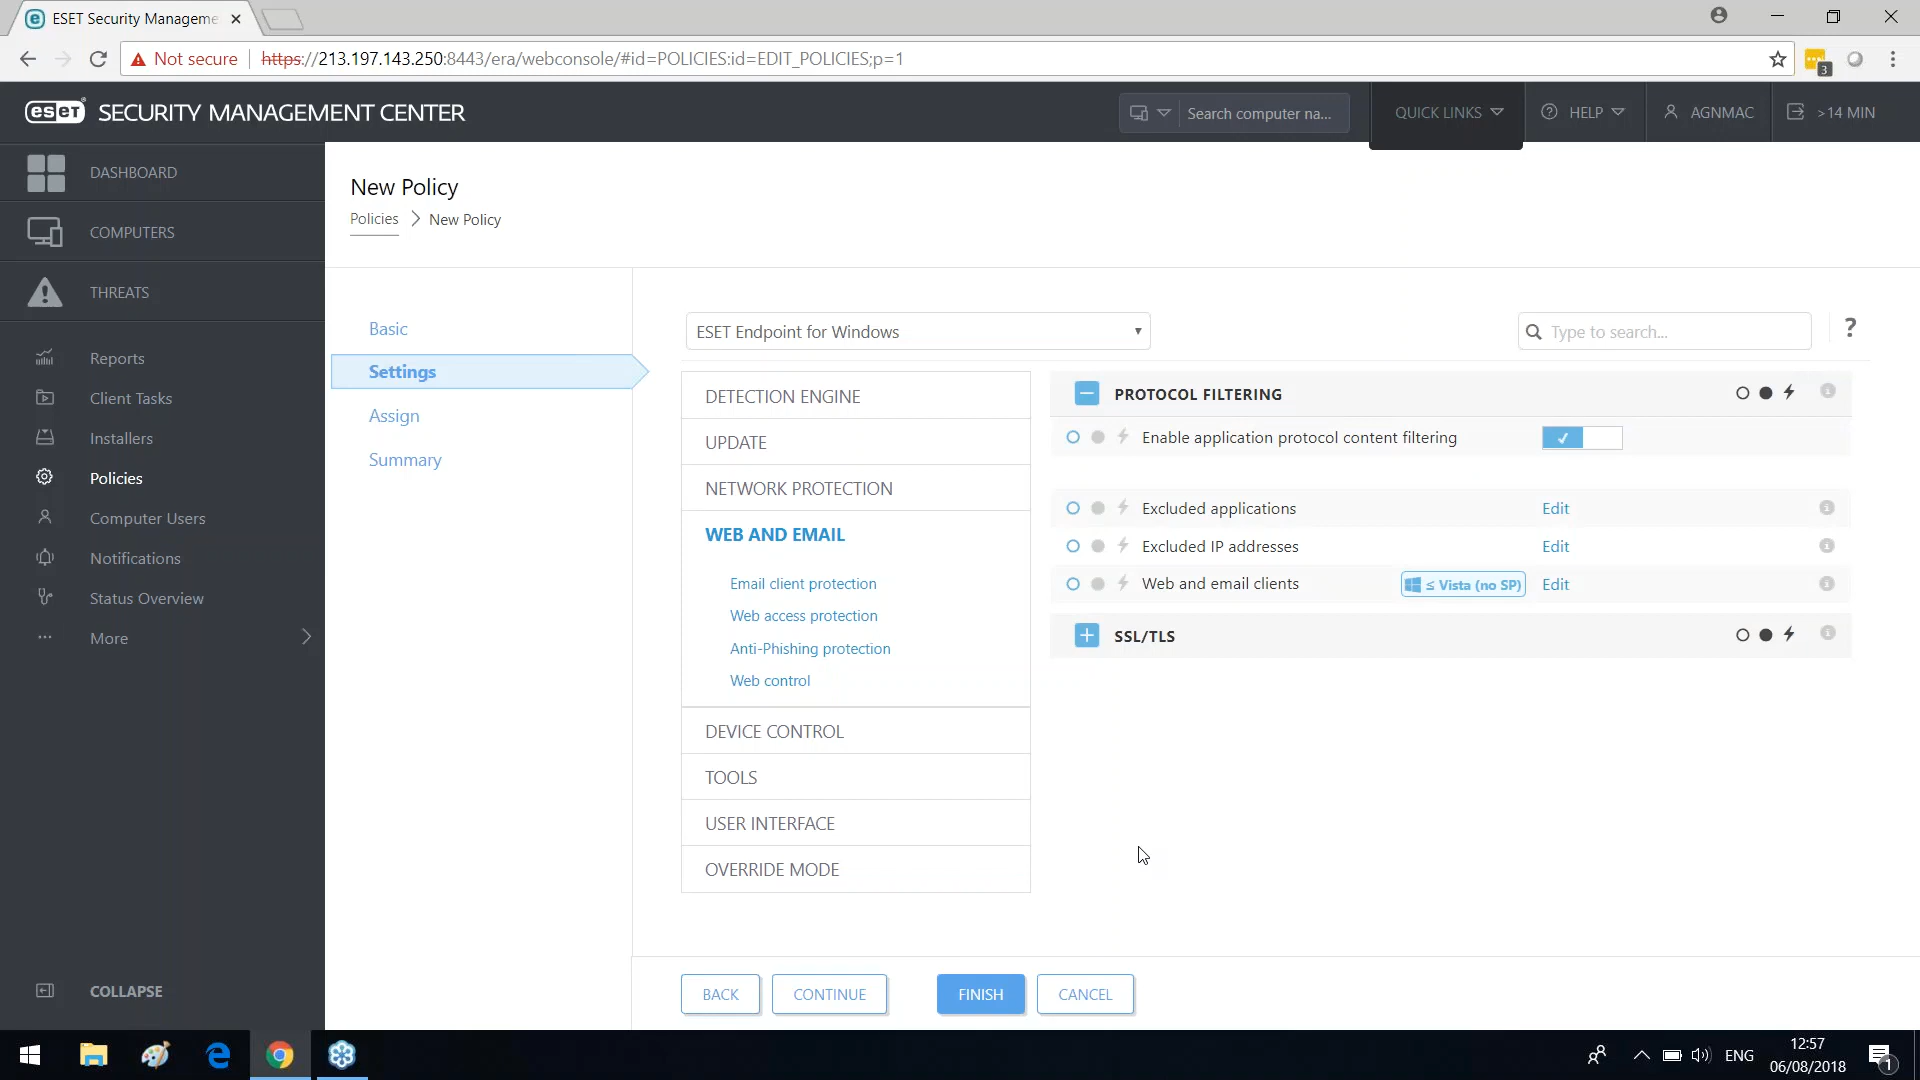 ESET Security Manageme
Not secure https://213.197.143.250:8443/era/webconsole/#id=POLICIES:id=EDIT_POLICIES;p=1
3
eset SECURITY MANAGEMENT CENTER
Search computer na...
QUICK LINKS
HELP
AGNMAC
>14 MIN
DASHBOARD
COMPUTERS
THREATS
Reports
Client Tasks
Installers
Policies
Computer Users
Notifications
Status Overview
More
COLLAPSE
New Policy
Policies > New Policy
Basic
Settings
Assign
Summary
ESET Endpoint for Windows
Type to search...
?
DETECTION ENGINE
UPDATE
NETWORK PROTECTION
WEB AND EMAIL
Email client protection
Web access protection
Anti-Phishing protection
Web control
DEVICE CONTROL
TOOLS
USER INTERFACE
OVERRIDE MODE
PROTOCOL FILTERING
Enable application protocol content filtering
Excluded applications Edit
Excluded IP addresses Edit
Web and email clients ≤ Vista (no SP) Edit
SSL/TLS
BACK
CONTINUE
FINISH
CANCEL
ENG
12:57
06/08/2018
1